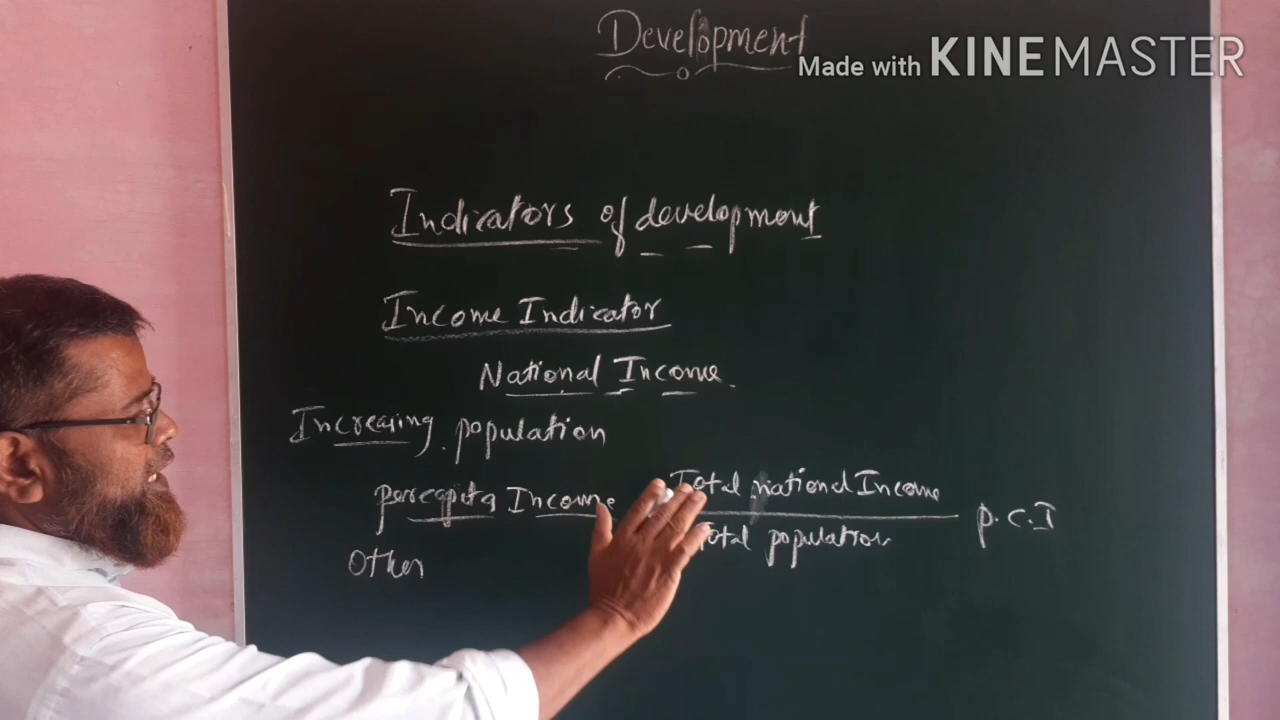 Development
Made with KINEMASTER
Indicators of development
Income Indicator
National Income.
Increasing population
percapita Income
Total national Income
Total population
P.C.I
Other